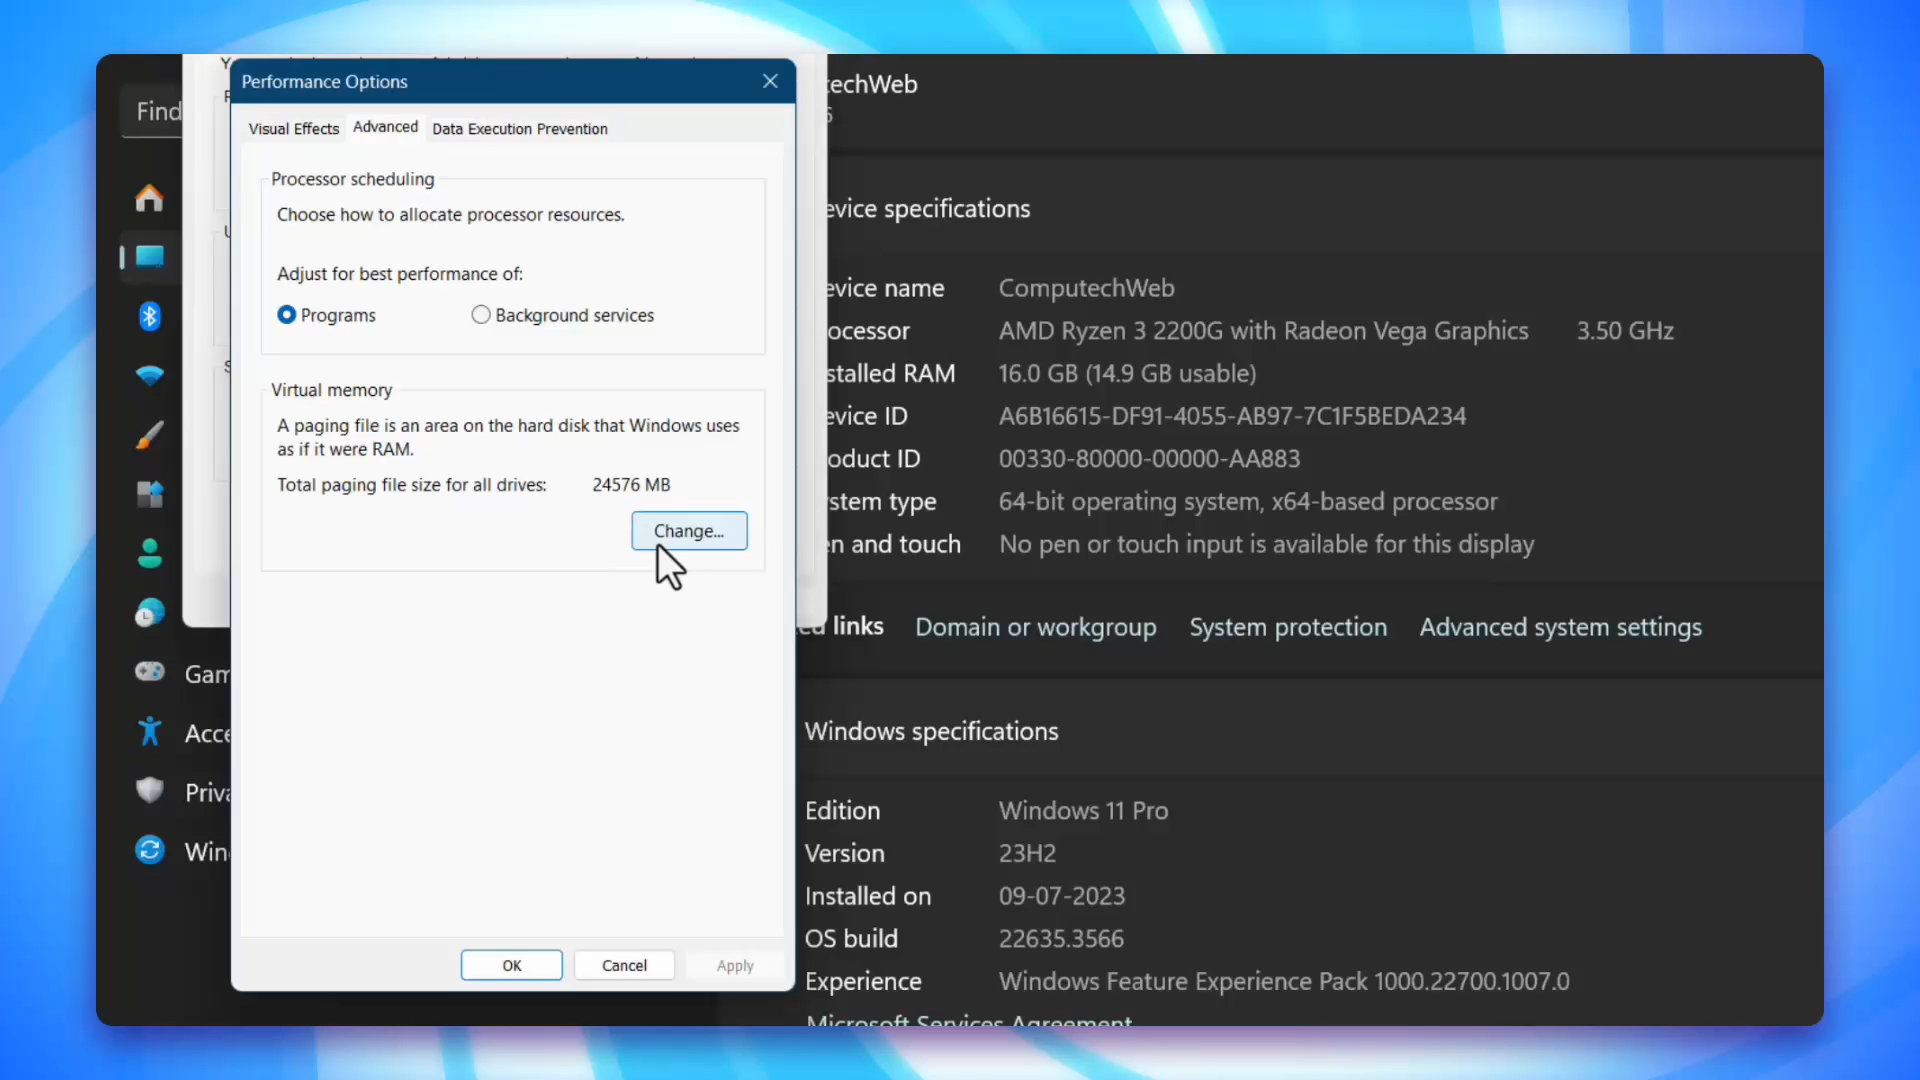 Performance Options
Visual Effects
Advanced
Data Execution Prevention
Processor scheduling
Choose how to allocate processor resources.
Adjust for best performance of:
Programs
Background services
Virtual memory
A paging file is an area on the hard disk that Windows uses
as if it were RAM.
Total paging file size for all drives: 24576 MB
Change...
OK
Cancel
Apply
Find
Gam
Acce
Priva
Win
echWeb
evice specifications
evice name ComputechWeb
ocessor AMD Ryzen 3 2200G with Radeon Vega Graphics 3.50 GHz
stalled RAM 16.0 GB (14.9 GB usable)
evice ID A6B16615-DF91-4055-AB97-7C1F5BEDA234
oduct ID 00330-80000-00000-AA883
stem type 64-bit operating system, x64-based processor
n and touch No pen or touch input is available for this display
ed links Domain or workgroup System protection Advanced system settings
Windows specifications
Edition Windows 11 Pro
Version 23H2
Installed on 09-07-2023
OS build 22635.3566
Experience Windows Feature Experience Pack 1000.22700.1007.0
Microsoft Services Agreement